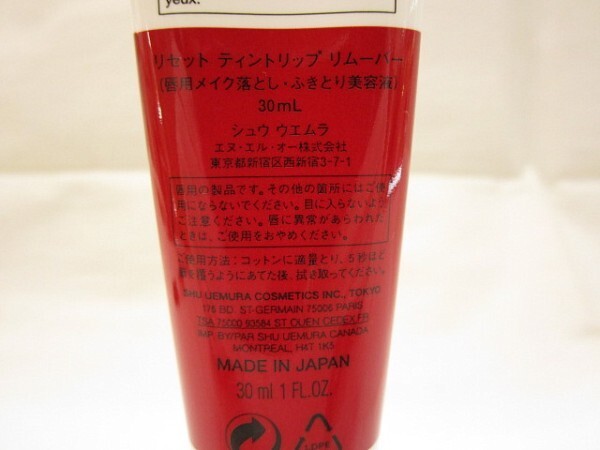 yeux.
リセット ティントリップ リムーバー
(唇用メイク落とし・ふきとり美容液)
30mL
シュウ ウエムラ
エヌ・エル・オー株式会社
東京都新宿区西新宿3-7-1
唇用の製品です。その他の箇所にはご使
用にならないでください。目に入らないよう
ご注意ください。唇に異常があらわれた
ときは、ご使用をおやめください。
ご使用方法:コットンに適量とり、5秒ほど
唇を覆うようにあてた後、拭き取ってください。
SHU UEMURA COSMETICS INC., TOKYO
176 BD. ST-GERMAIN 75006 PARIS
TSA 75000 93584 ST OUEN CEDEX FR
IMP. BY/PAR SHU UEMURA CANADA
MONTREAL, H4T 1K5
MADE IN JAPAN
30 ml 1 FL.OZ.
LDPE